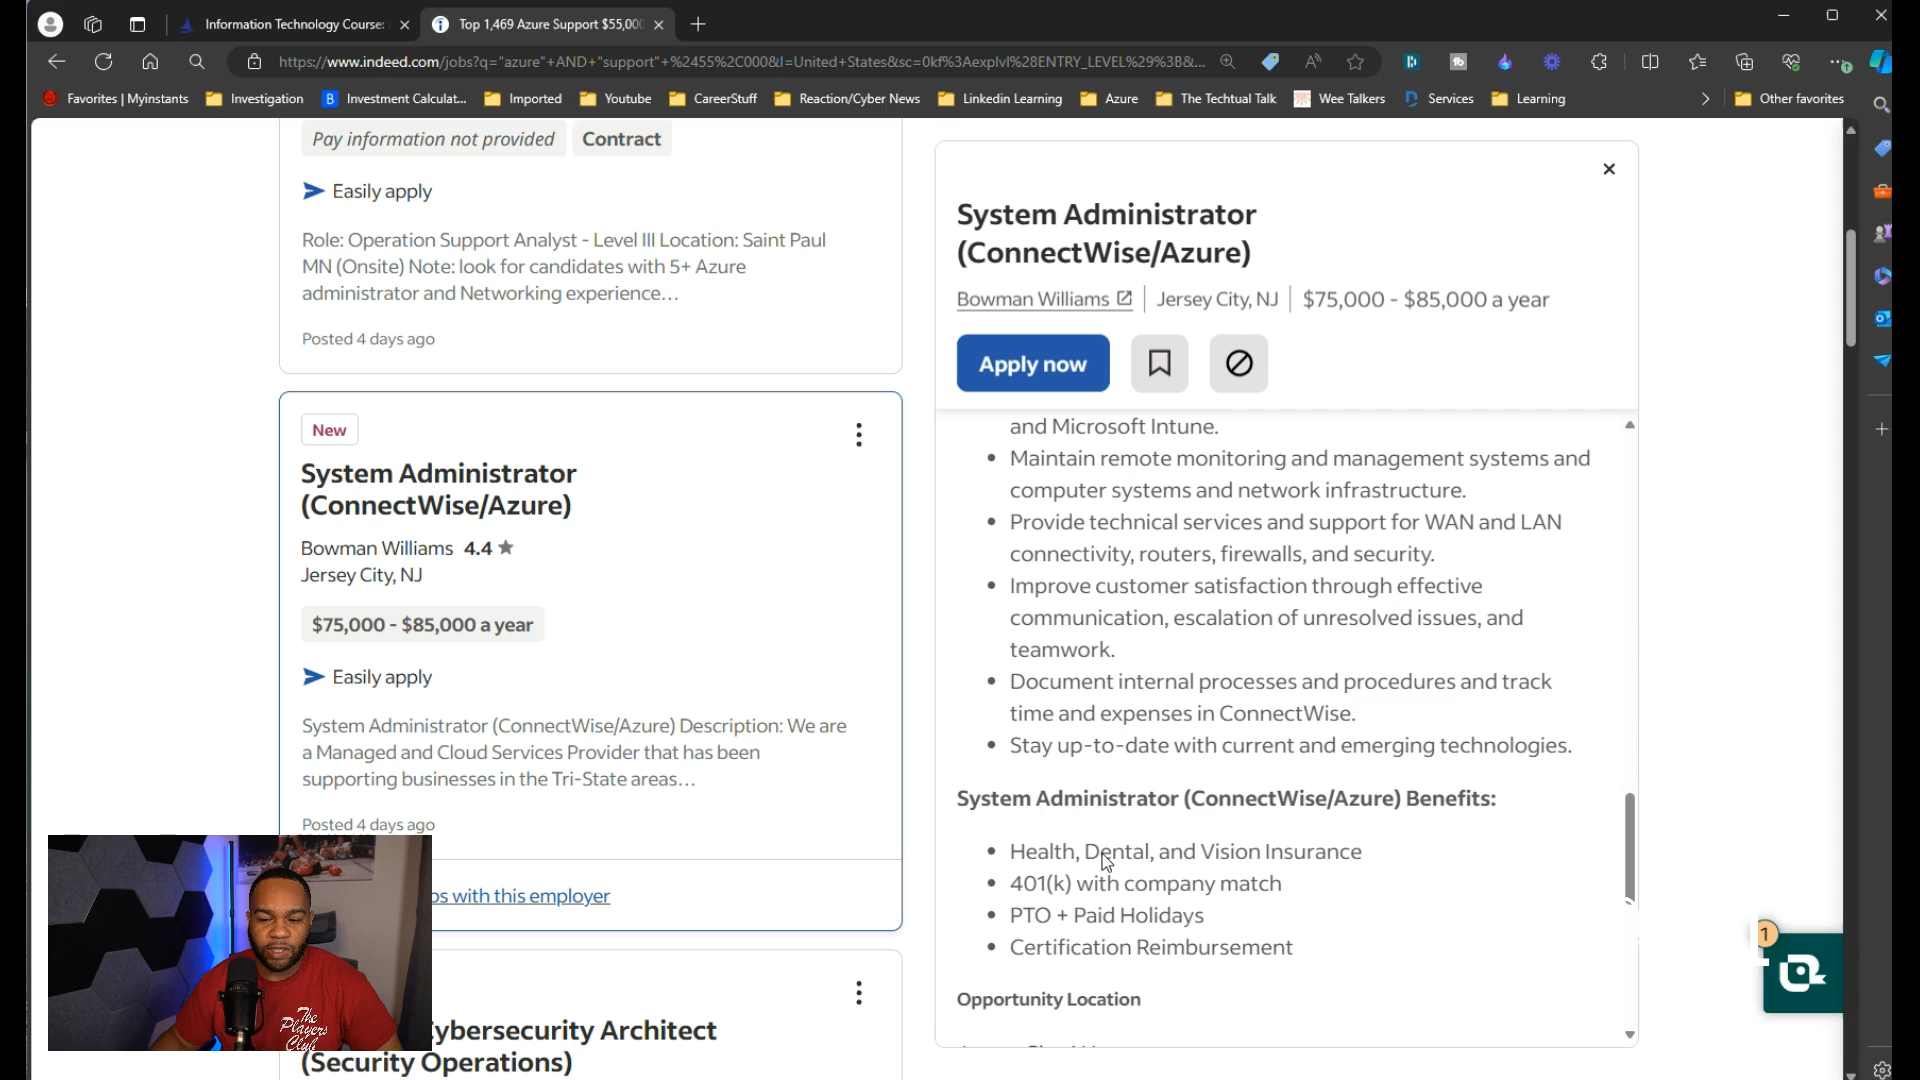 Information Technology Course:
Top 1,469 Azure Support $55,000
https://www.indeed.com/jobs?q="azure"+AND+"support"+%2455%2C000&l=United+States&sc=0kf%3Aexplvl%28ENTRY_LEVEL%29%3B&...
Favorites | Myinstants
Investigation
Investment Calculat...
Imported
Youtube
CareerStuff
Reaction/Cyber News
Linkedin Learning
Azure
The Techtual Talk
Wee Talkers
Services
Learning
Other favorites
Pay information not provided
Contract
Easily apply
Role: Operation Support Analyst - Level III Location: Saint Paul
MN (Onsite) Note: look for candidates with 5+ Azure
administrator and Networking experience...
Posted 4 days ago
New
System Administrator
(ConnectWise/Azure)
Bowman Williams 4.4
Jersey City, NJ
$75,000 - $85,000 a year
Easily apply
System Administrator (ConnectWise/Azure) Description: We are
a Managed and Cloud Services Provider that has been
supporting businesses in the Tri-State areas...
Posted 4 days ago
with this employer
Cybersecurity Architect
(Security Operations)
The
Players
Club
System Administrator
(ConnectWise/Azure)
Bowman Williams
Jersey City, NJ
$75,000 - $85,000 a year
Apply now
and Microsoft Intune.
Maintain remote monitoring and management systems and
computer systems and network infrastructure.
Provide technical services and support for WAN and LAN
connectivity, routers, firewalls, and security.
Improve customer satisfaction through effective
communication, escalation of unresolved issues, and
teamwork.
Document internal processes and procedures and track
time and expenses in ConnectWise.
Stay up-to-date with current and emerging technologies.
System Administrator (ConnectWise/Azure) Benefits:
Health, Dental, and Vision Insurance
401(k) with company match
PTO + Paid Holidays
Certification Reimbursement
Opportunity Location
1